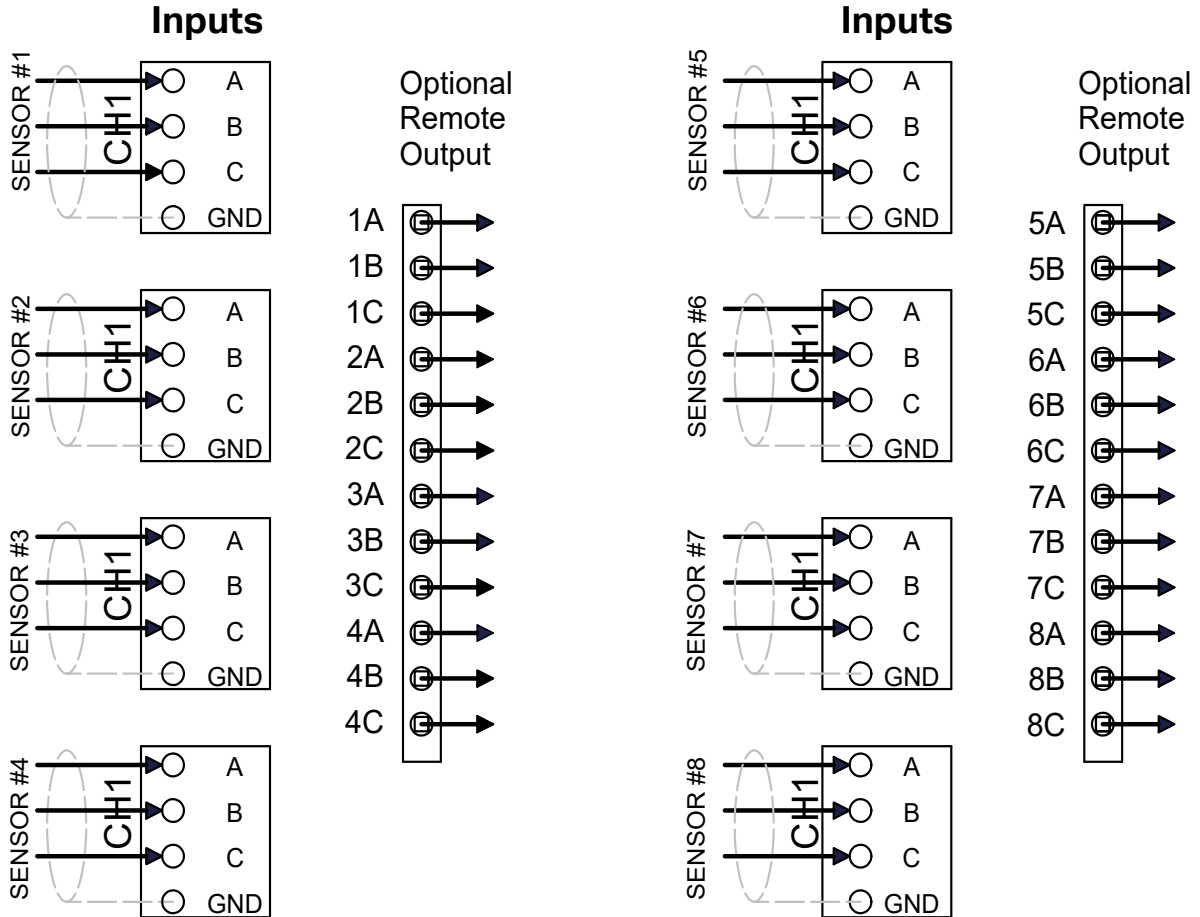 Inputs
SENSOR #1
CH1
A
B
C
GND
SENSOR #2
CH1
A
B
C
GND
SENSOR #3
CH1
A
B
C
GND
SENSOR #4
CH1
A
B
C
GND
Optional
Remote
Output
1A
1B
1C
2A
2B
2C
3A
3B
3C
4A
4B
4C
Inputs
SENSOR #5
CH1
A
B
C
GND
SENSOR #6
CH1
A
B
C
GND
SENSOR #7
CH1
A
B
C
GND
SENSOR #8
CH1
A
B
C
GND
Optional
Remote
Output
5A
5B
5C
6A
6B
6C
7A
7B
7C
8A
8B
8C